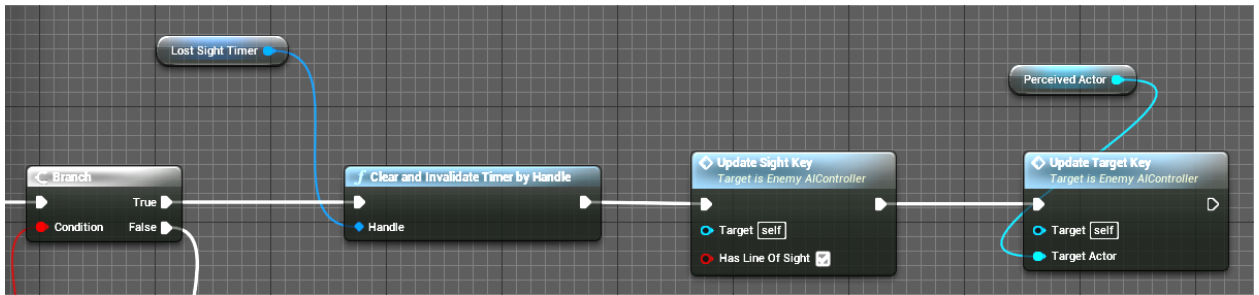 Lost Sight Timer
Perceived Actor
Branch
True
Condition
False
f Clear and Invalidate Timer by Handle
Handle
Update Sight Key
Target is Enemy AIController
Target self
Has Line Of Sight
Update Target Key
Target is Enemy AIController
Target self
Target Actor